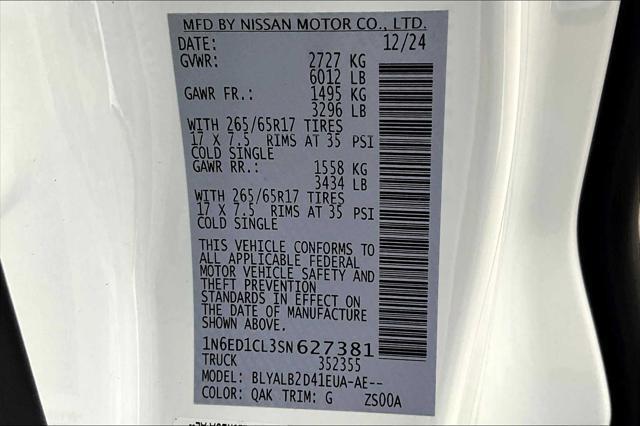 MFD BY NISSAN MOTOR CO., LTD.
DATE: 12/24
GVWR: 2727 KG
6012 LB
GAWR FR.: 1495 KG
3296 LB
WITH 265/65R17 TIRES
17 X 7.5 RIMS AT 35 PSI
COLD SINGLE
GAWR RR.: 1558 KG
3434 LB
WITH 265/65R17 TIRES
17 X 7.5 RIMS AT 35 PSI
COLD SINGLE
THIS VEHICLE CONFORMS TO
ALL APPLICABLE FEDERAL
MOTOR VEHICLE SAFETY AND
THEFT PREVENTION
STANDARDS IN EFFECT ON
THE DATE OF MANUFACTURE
SHOWN ABOVE.
1N6ED1CL3SN627381
TRUCK 352355
MODEL: BLYALB2D41EUA-AE--
COLOR: QAK TRIM: G ZS00A